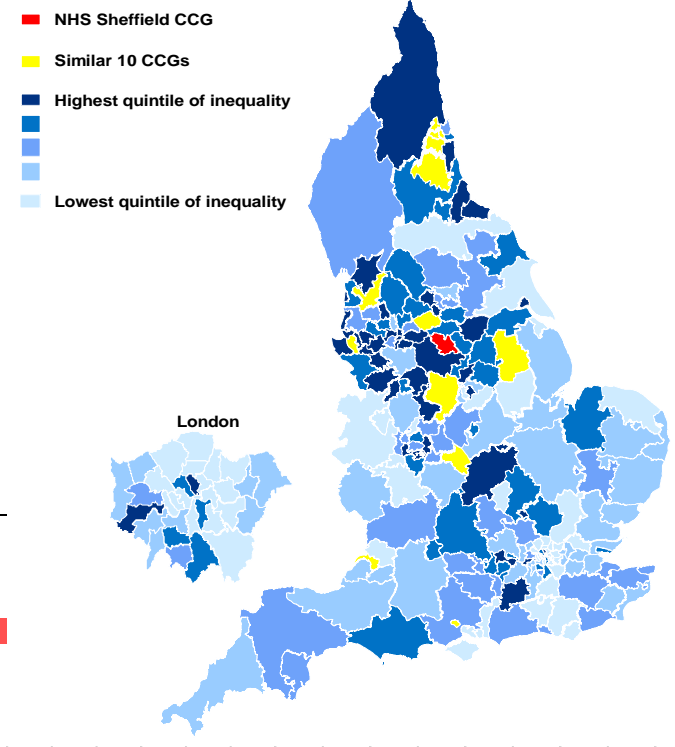 NHS Sheffield CCG
Similar 10 CCGs
Highest quintile of inequality
Lowest quintile of inequality
London